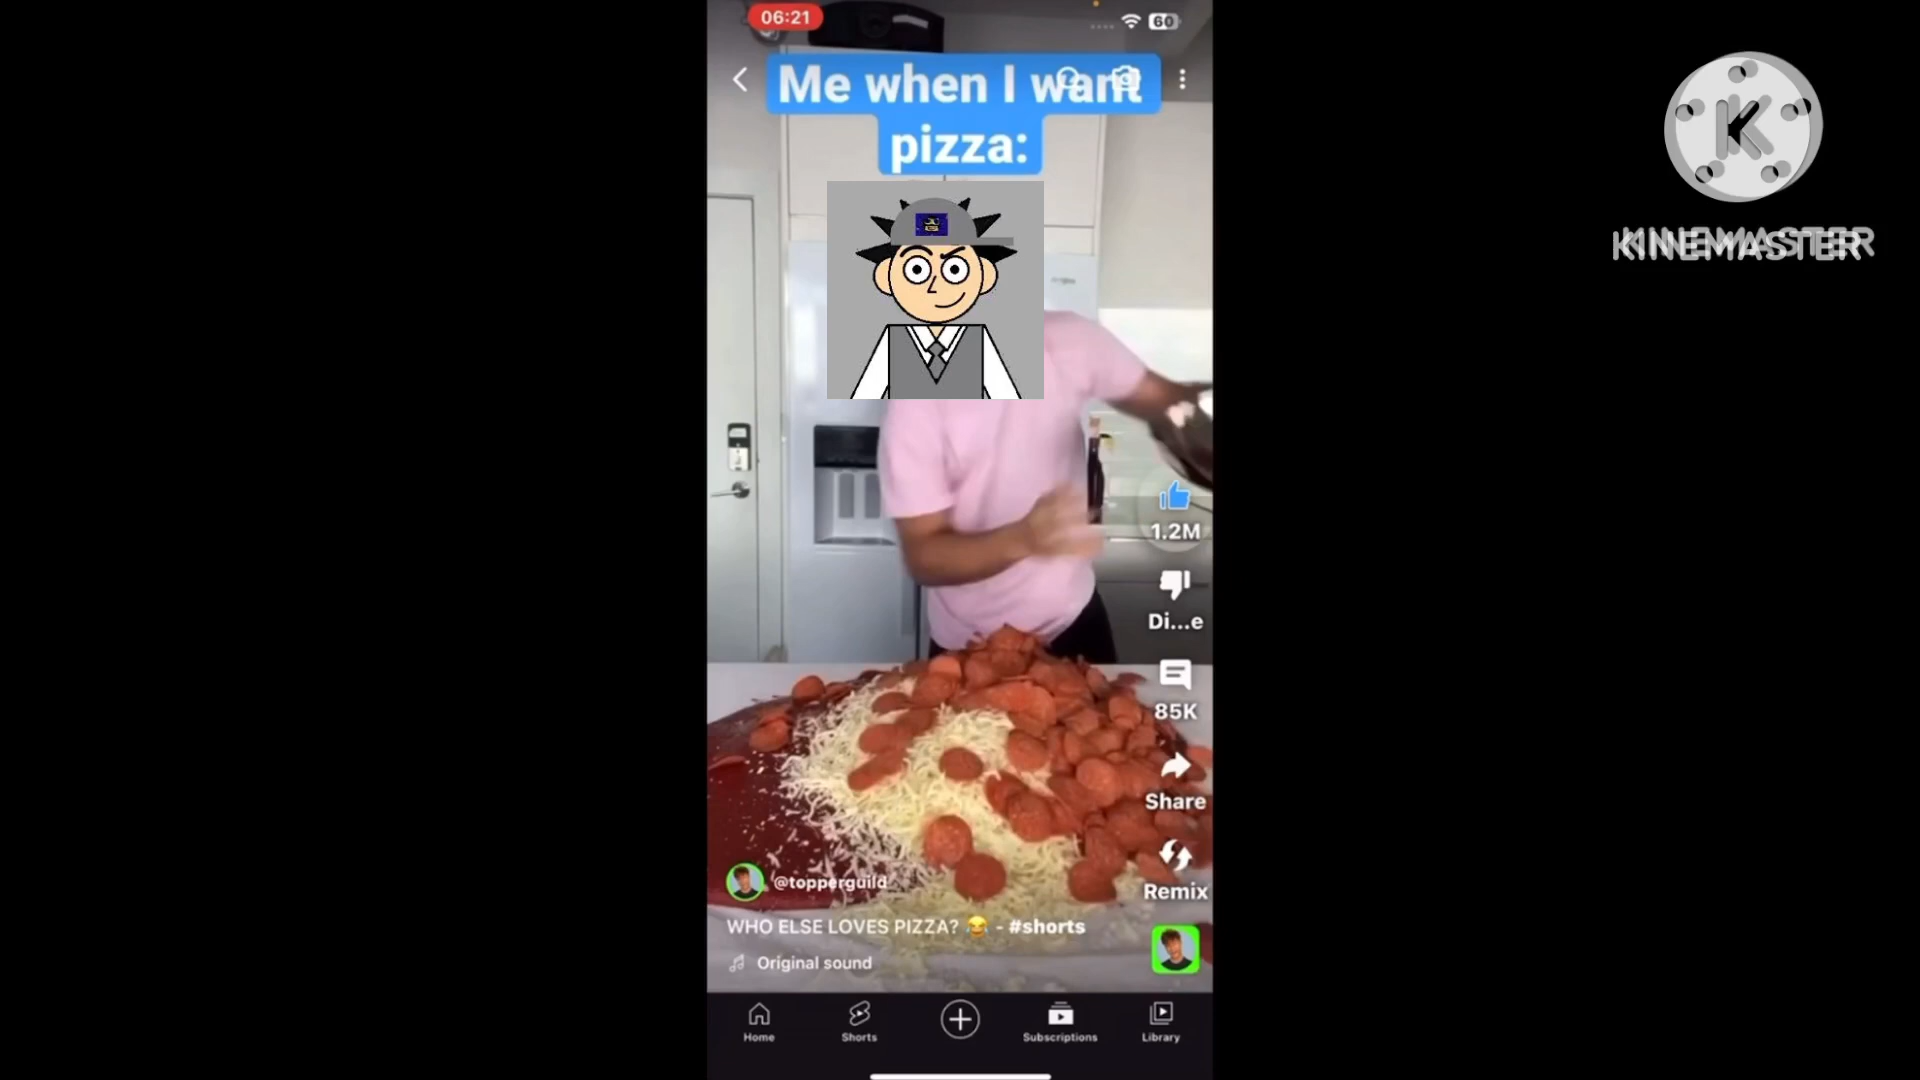 06:21
60
Me when I want
pizza:
K
KINEMASTER
1.2M
Di...e
85K
Share
Remix
@topperguild
WHO ELSE LOVES PIZZA? 😂 - #shorts
Original sound
Home
Shorts
Subscriptions
Library